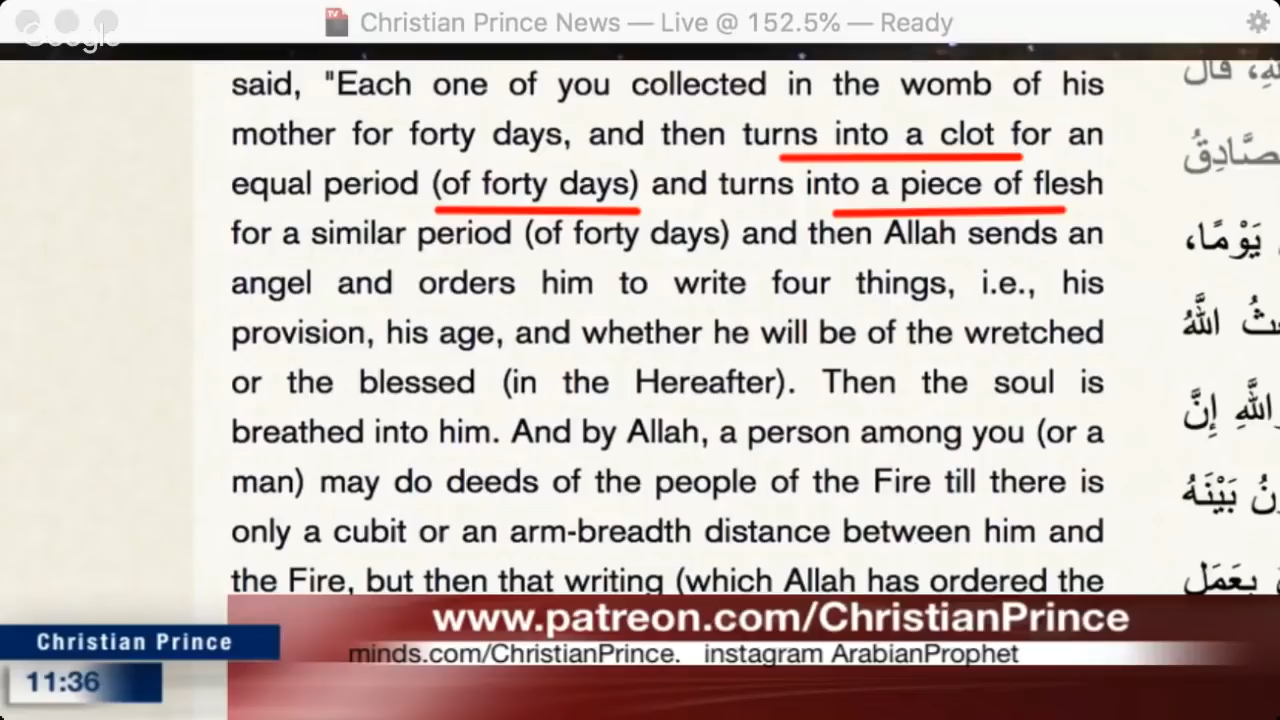 Christian Prince News — Live @ 152.5% — Ready
Google
said, "Each one of you collected in the womb of his
mother for forty days, and then turns into a clot for an
equal period (of forty days) and turns into a piece of flesh
for a similar period (of forty days) and then Allah sends an
angel and orders him to write four things, i.e., his
provision, his age, and whether he will be of the wretched
or the blessed (in the Hereafter). Then the soul is
breathed into him. And by Allah, a person among you (or a
man) may do deeds of the people of the Fire till there is
only a cubit or an arm-breadth distance between him and
the Fire, but then that writing (which Allah has ordered the
قال
يَوْمًا،
اللَّهُ
إِنَّ
بَيْنَهُ
بِعَمَلِ
www.patreon.com/ChristianPrince
Christian Prince
minds.com/ChristianPrince. instagram ArabianProphet
11:36